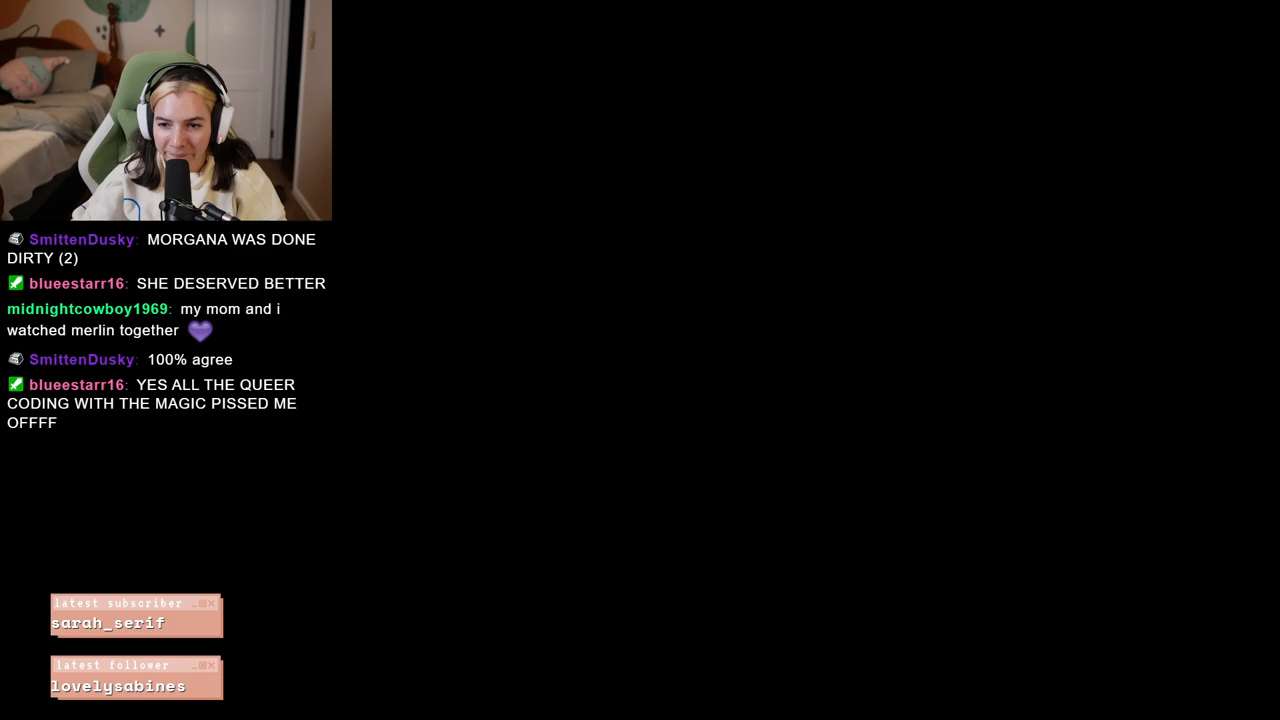 SmittenDusky: MORGANA WAS DONE
DIRTY (2)
blueestarr16: SHE DESERVED BETTER
midnightcowboy1969: my mom and i
watched merlin together
SmittenDusky: 100% agree
blueestarr16: YES ALL THE QUEER
CODING WITH THE MAGIC PISSED ME
OFFFF
latest subscriber
sarah_serif
latest follower
lovelysabines